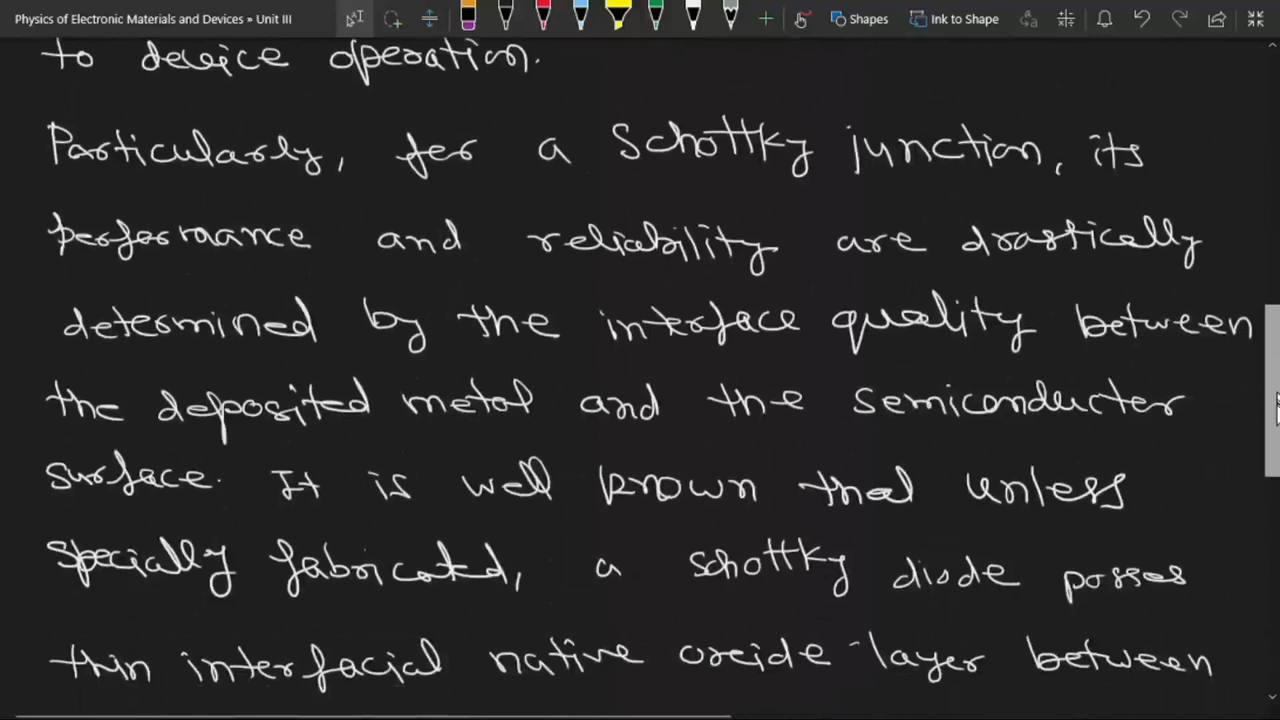 Physics of Electronic Materials and Devices » Unit III
Shapes
Ink to Shape
to device operation.
Particularly, for a Schottky junction, its
performance and reliability are drastically
determined by the interface quality between
the deposited metal and the semiconductor
surface. It is well known that unless
specially fabricated, a schottky diode posses
thin interfacial native oxide layer between